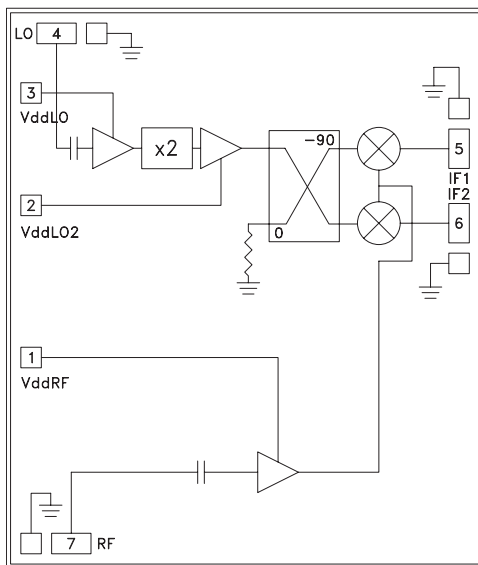 LO 4
3
VddLO
x2
-90
5
IF1
IF2
2
6
VddLO2
0
1
VddRF
7 RF